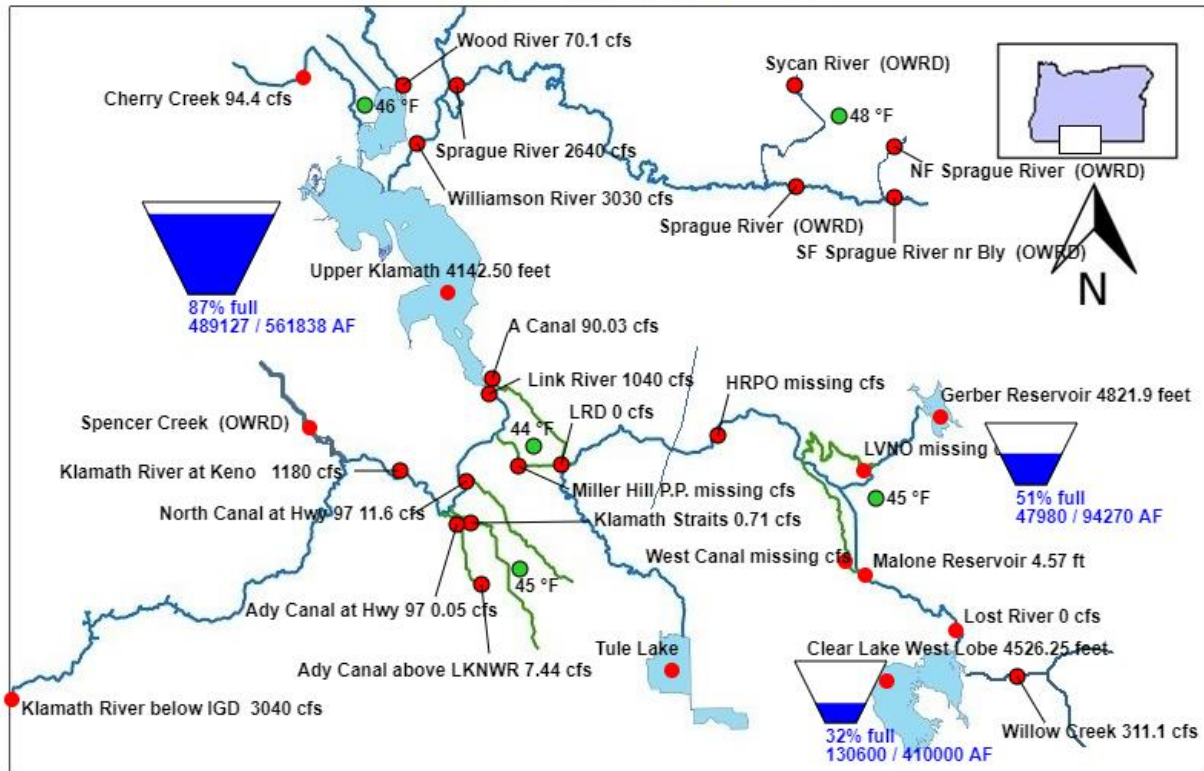 Wood River 70.1 cfs
Sycan River (OWRD)
Cherry Creek 94.4 cfs
46 °F
48 °F
Sprague River 2640 cfs
NF Sprague River (OWRD)
Williamson River 3030 cfs
Sprague River (OWRD)
SF Sprague River nr Bly (OWRD)
N
Upper Klamath 4142.50 feet
87% full
489127 / 561838 AF
A Canal 90.03 cfs
Link River 1040 cfs
HRPO missing cfs
Gerber Reservoir 4821.9 feet
LRD 0 cfs
Spencer Creek (OWRD)
44 °F
LVNO missing
Klamath River at Keno 1180 cfs
Miller Hill P.P. missing cfs
45 °F
51% full
47980 / 94270 AF
North Canal at Hwy 97 11.6 cfs
Klamath Straits 0.71 cfs
West Canal missing cfs
Malone Reservoir 4.57 ft
45 °F
Ady Canal at Hwy 97 0.05 cfs
Lost River 0 cfs
Tule Lake
Clear Lake West Lobe 4526.25 feet
Ady Canal above LKNWR 7.44 cfs
Klamath River below IGD 3040 cfs
Willow Creek 311.1 cfs
32% full
130600 / 410000 AF